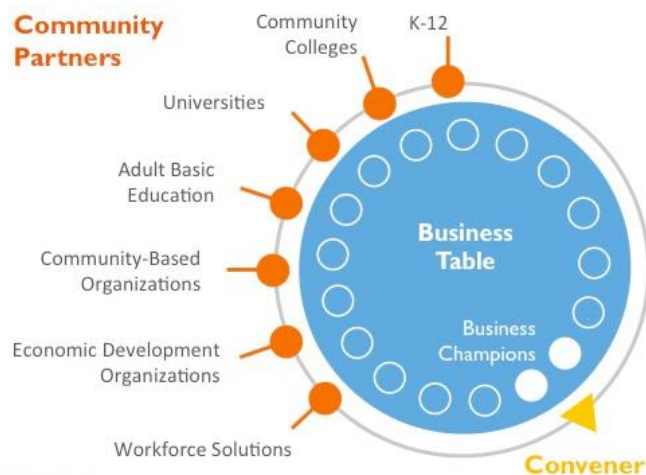 Community
Partners
Community
Colleges
K-12
Universities
Adult Basic
Education
Community-Based
Organizations
Economic Development
Organizations
Workforce Solutions
Business
Table
Business
Champions
Convener